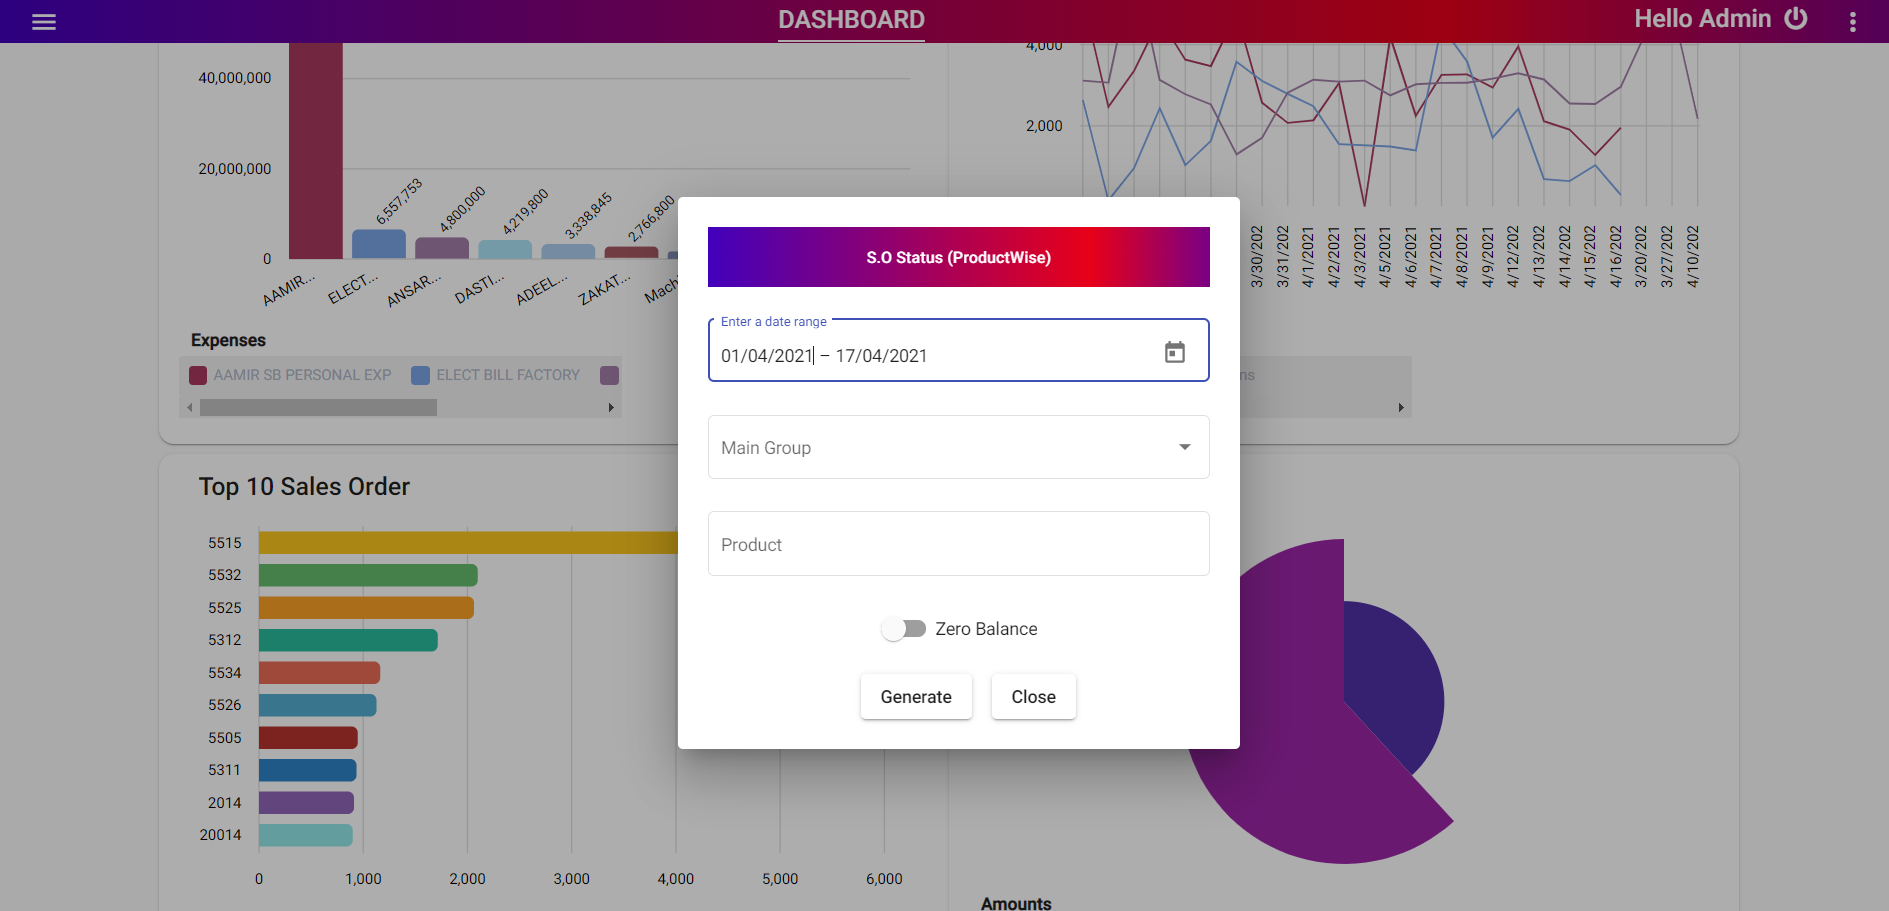 DASHBOARD
Hello Admin
40,000,000
20,000,000
0
6,557,753
4,800,000
4,219,800
3,338,845
2,766,800
AAMIR...
ELECT...
ANSAR...
DASTI...
ADEEL...
ZAKAT...
Expenses
AAMIR SB PERSONAL EXP
ELECT BILL FACTORY
4,000
2,000
3/30/202
3/31/202
4/1/2021
4/2/2021
4/3/2021
4/5/2021
4/6/2021
4/7/2021
4/8/2021
4/9/2021
4/12/202
4/13/202
4/14/202
4/15/202
4/16/202
3/20/202
3/27/202
4/10/202
S.O Status (ProductWise)
Enter a date range
01/04/2021 – 17/04/2021
Main Group
Product
Zero Balance
Generate
Close
Top 10 Sales Order
5515
5532
5525
5312
5534
5526
5505
5311
2014
20014
0
1,000
2,000
3,000
4,000
5,000
6,000
Amounts